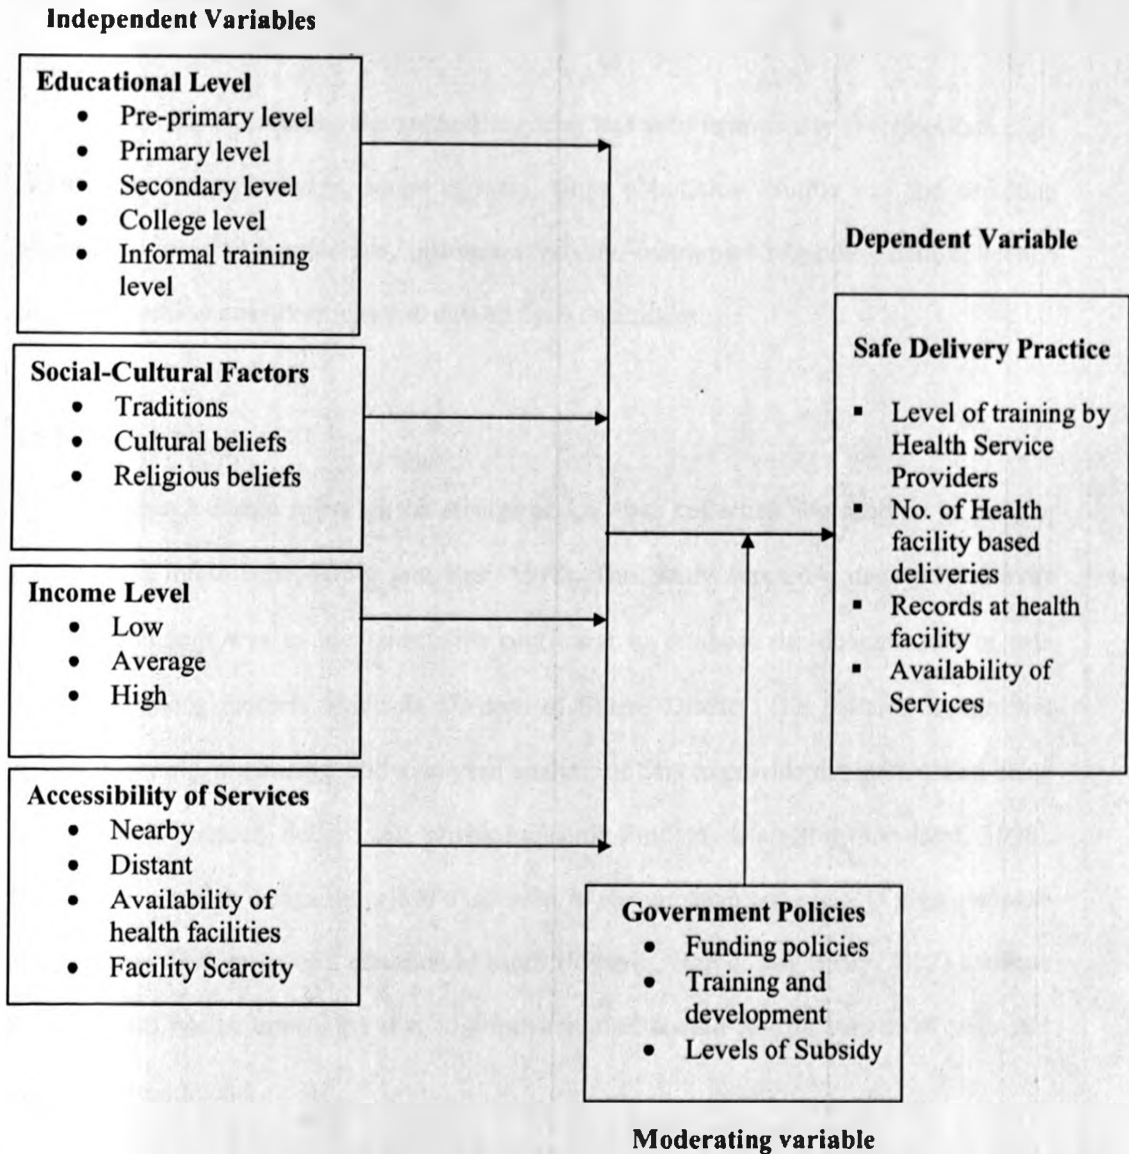 Independent Variables
Educational Level
• Pre-primary level
• Primary level
• Secondary level
• College level
• Informal training
level
Social-Cultural Factors
• Traditions
• Cultural beliefs
• Religious beliefs
Income Level
• Low
• Average
• High
Accessibility of Services
• Nearby
• Distant
• Availability of
health facilities
• Facility Scarcity
Dependent Variable
Safe Delivery Practice
▪ Level of training by
Health Service
Providers
▪ No. of Health
facility based
deliveries
▪ Records at health
facility
▪ Availability of
Services
Government Policies
• Funding policies
• Training and
development
• Levels of Subsidy
Moderating variable